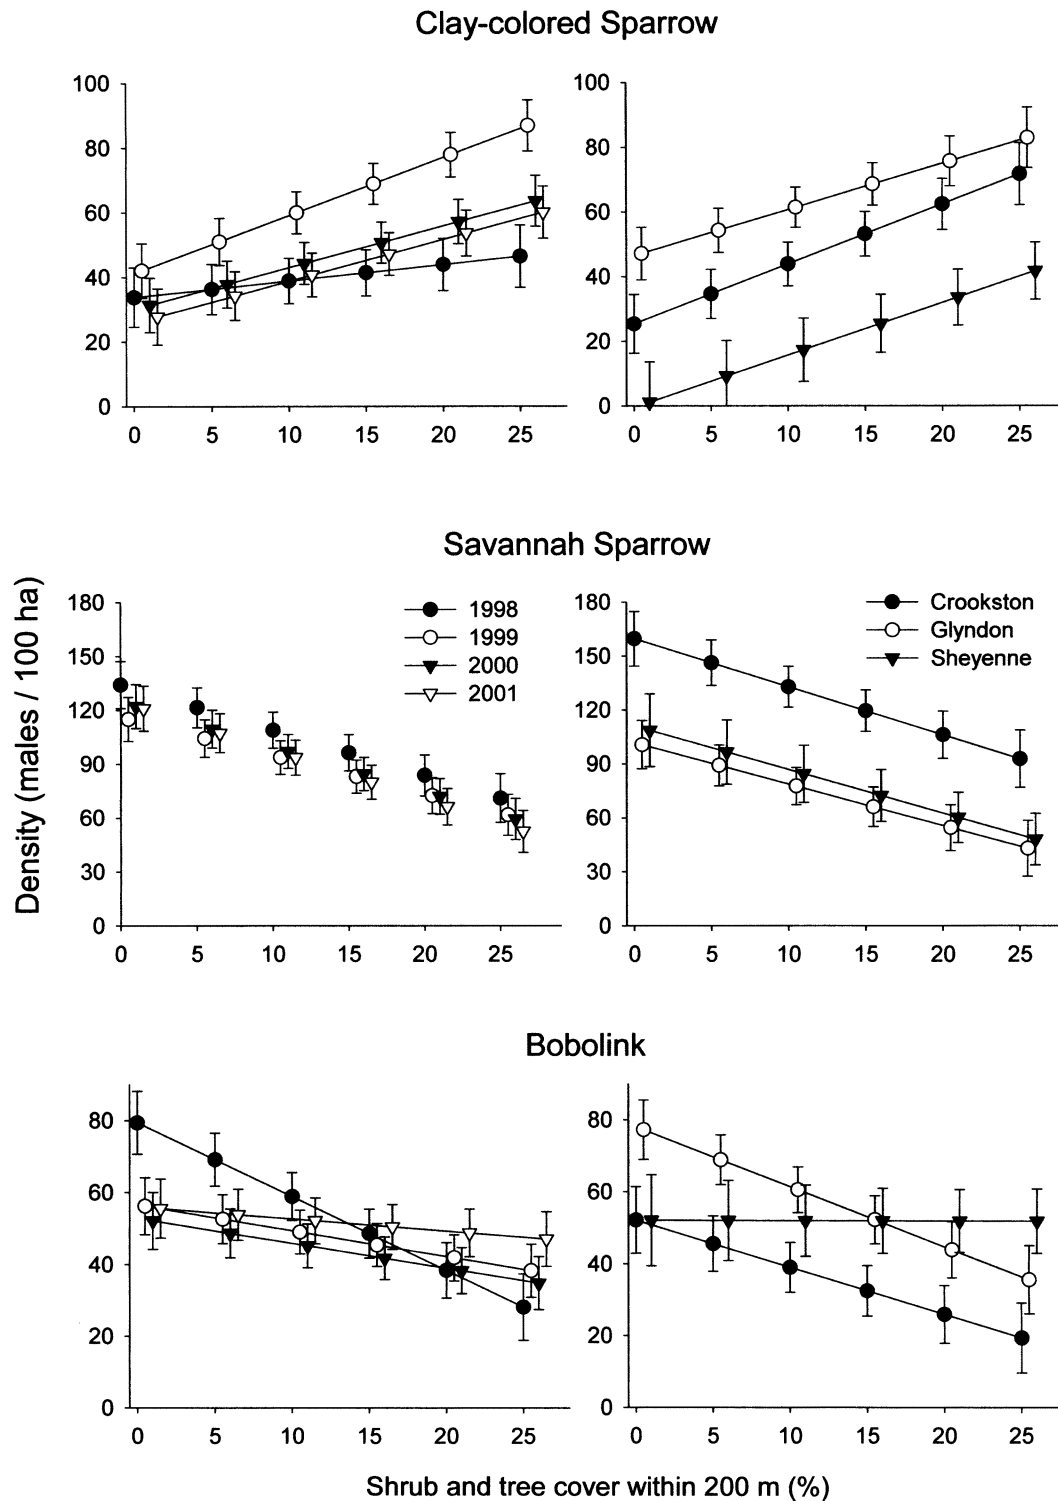 Clay-colored Sparrow
100
80
60
40
20
0
0 5 10 15 20 25
100
80
60
40
20
0
0 5 10 15 20 25
Savannah Sparrow
Density (males / 100 ha)
180
150
120
90
60
30
0
0 5 10 15 20 25
1998
1999
2000
2001
180
150
120
90
60
30
0
0 5 10 15 20 25
Crookston
Glyndon
Sheyenne
Bobolink
80
60
40
20
0
0 5 10 15 20 25
80
60
40
20
0
0 5 10 15 20 25
Shrub and tree cover within 200 m (%)